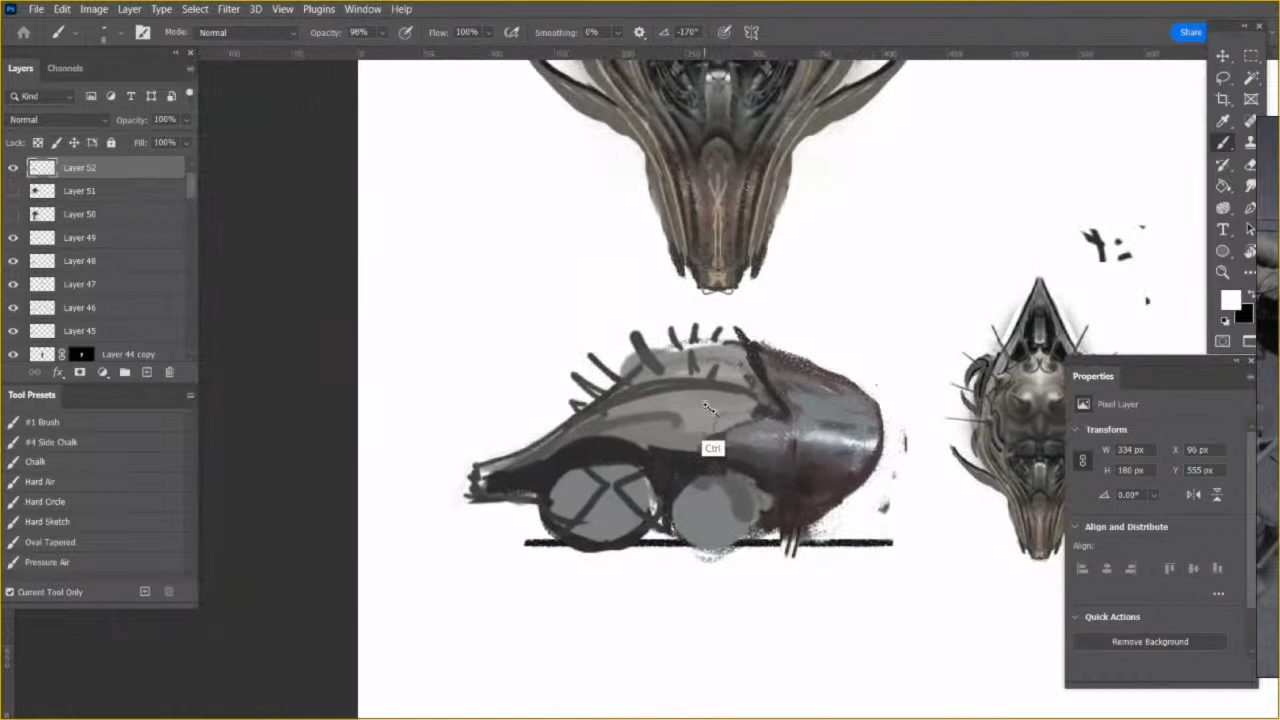 Ps File Edit Image Layer Type Select Filter 3D View Plugins Window Help
8 Mode: Normal Opacity: 98% Flow: 100% Smoothing: 0% -170° Share
Layers Channels
Kind
Normal Opacity: 100%
Lock: Fill: 100%
Layer 52
Layer 51
Layer 50
Layer 49
Layer 48
Layer 47
Layer 46
Layer 45
Layer 44 copy
fx
Tool Presets
#1 Brush
#4 Side Chalk
Chalk
Hard Air
Hard Circle
Hard Sketch
Oval Tapered
Pressure Air
Current Tool Only
Ctrl
Properties
Pixel Layer
Transform
W 334 px X 96 px
H 180 px Y 555 px
0.00°
Align and Distribute
Align:
Quick Actions
Remove Background